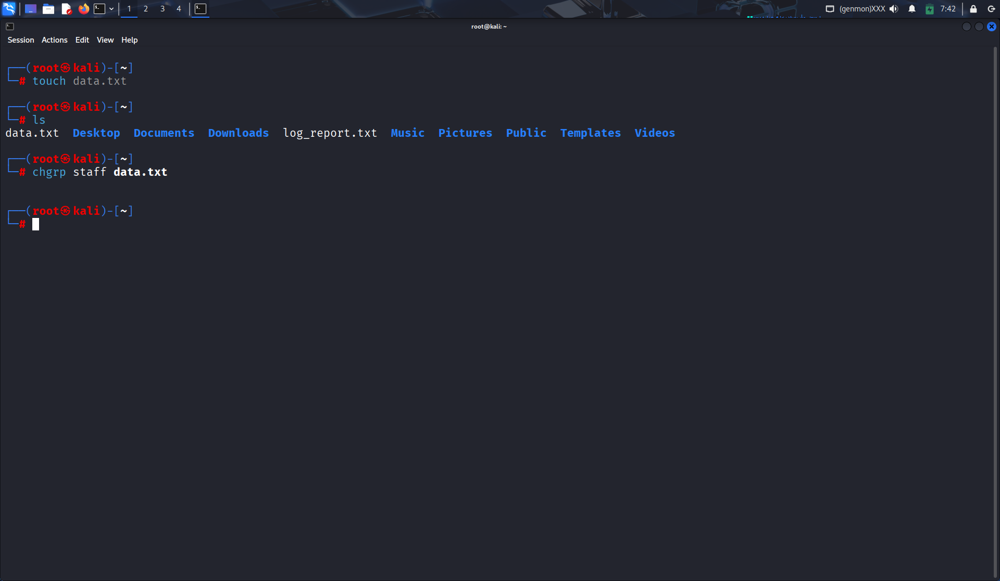 1 2 3 4 (genmon)XXX 7:42
root@kali: ~
Session Actions Edit View Help
┌──(root㉿kali)-[~]
└─# touch data.txt
┌──(root㉿kali)-[~]
└─# ls
data.txt Desktop Documents Downloads log_report.txt Music Pictures Public Templates Videos
┌──(root㉿kali)-[~]
└─# chgrp staff data.txt
┌──(root㉿kali)-[~]
└─#